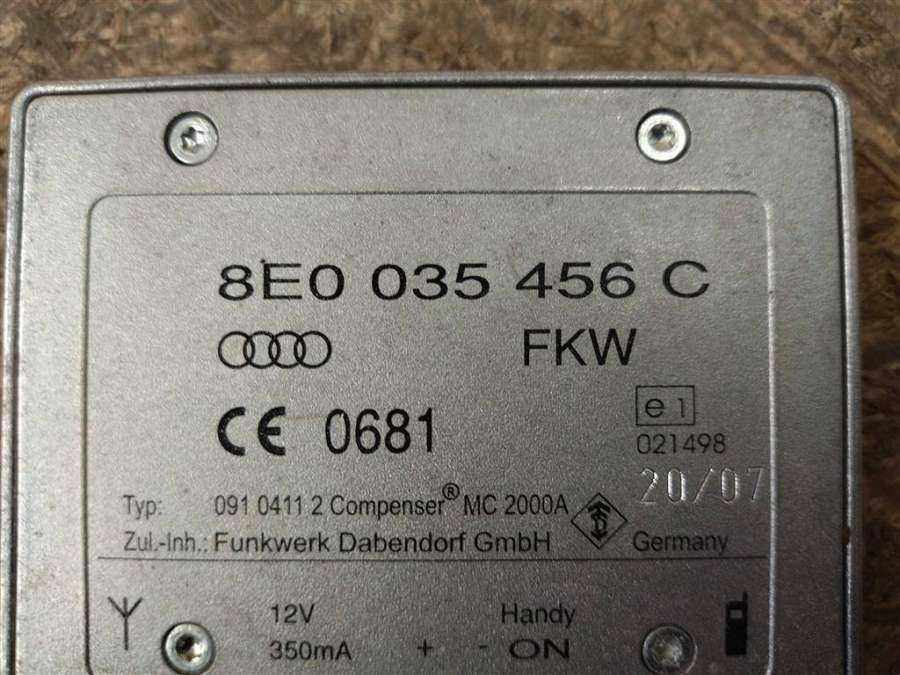 8E0 035 456 C
FKW
CE 0681
e1
021498
20/07
Typ: 091 0411 2 Compenser® MC 2000A
Zul.-Inh.: Funkwerk Dabendorf GmbH Germany
12V Handy
350mA + - ON